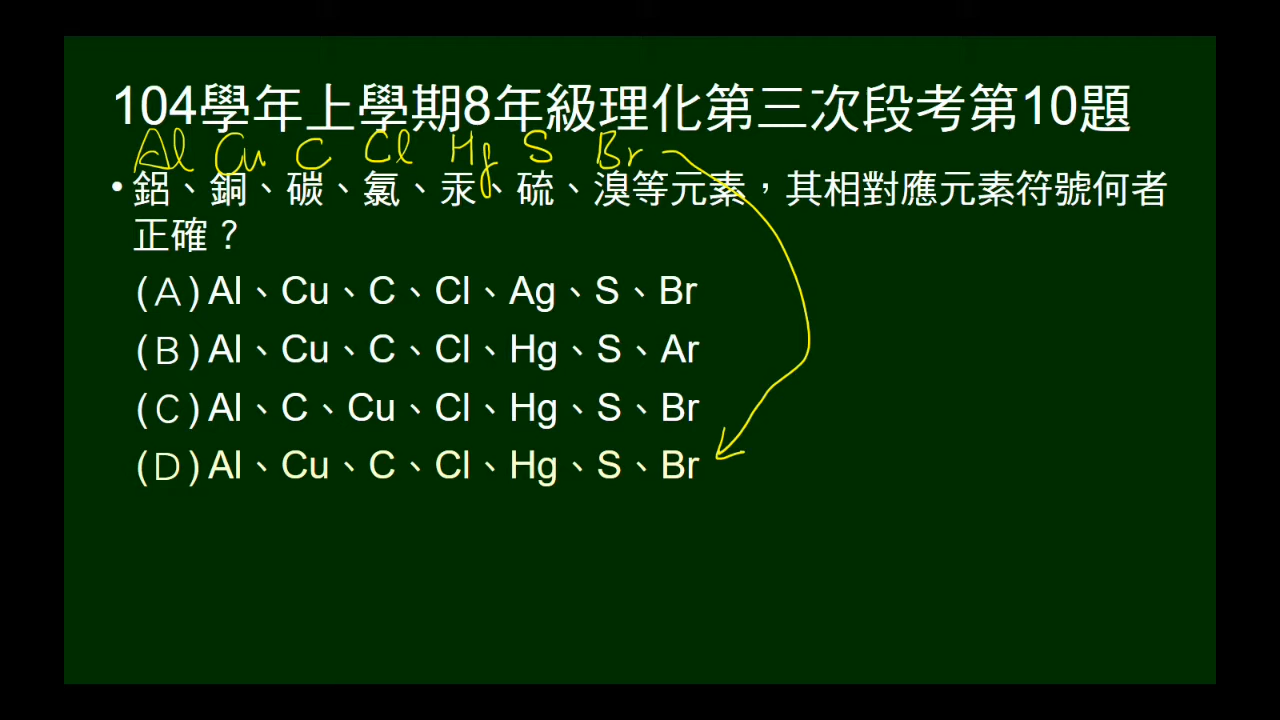 104學年上學期8年級理化第三次段考第10題
Al Cu C Cl Hg S Br
•鋁、銅、碳、氯、汞、硫、溴等元素，其相對應元素符號何者
正確？
(A)Al、Cu、C、Cl、Ag、S、Br
(B)Al、Cu、C、Cl、Hg、S、Ar
(C)Al、C、Cu、Cl、Hg、S、Br
(D)Al、Cu、C、Cl、Hg、S、Br